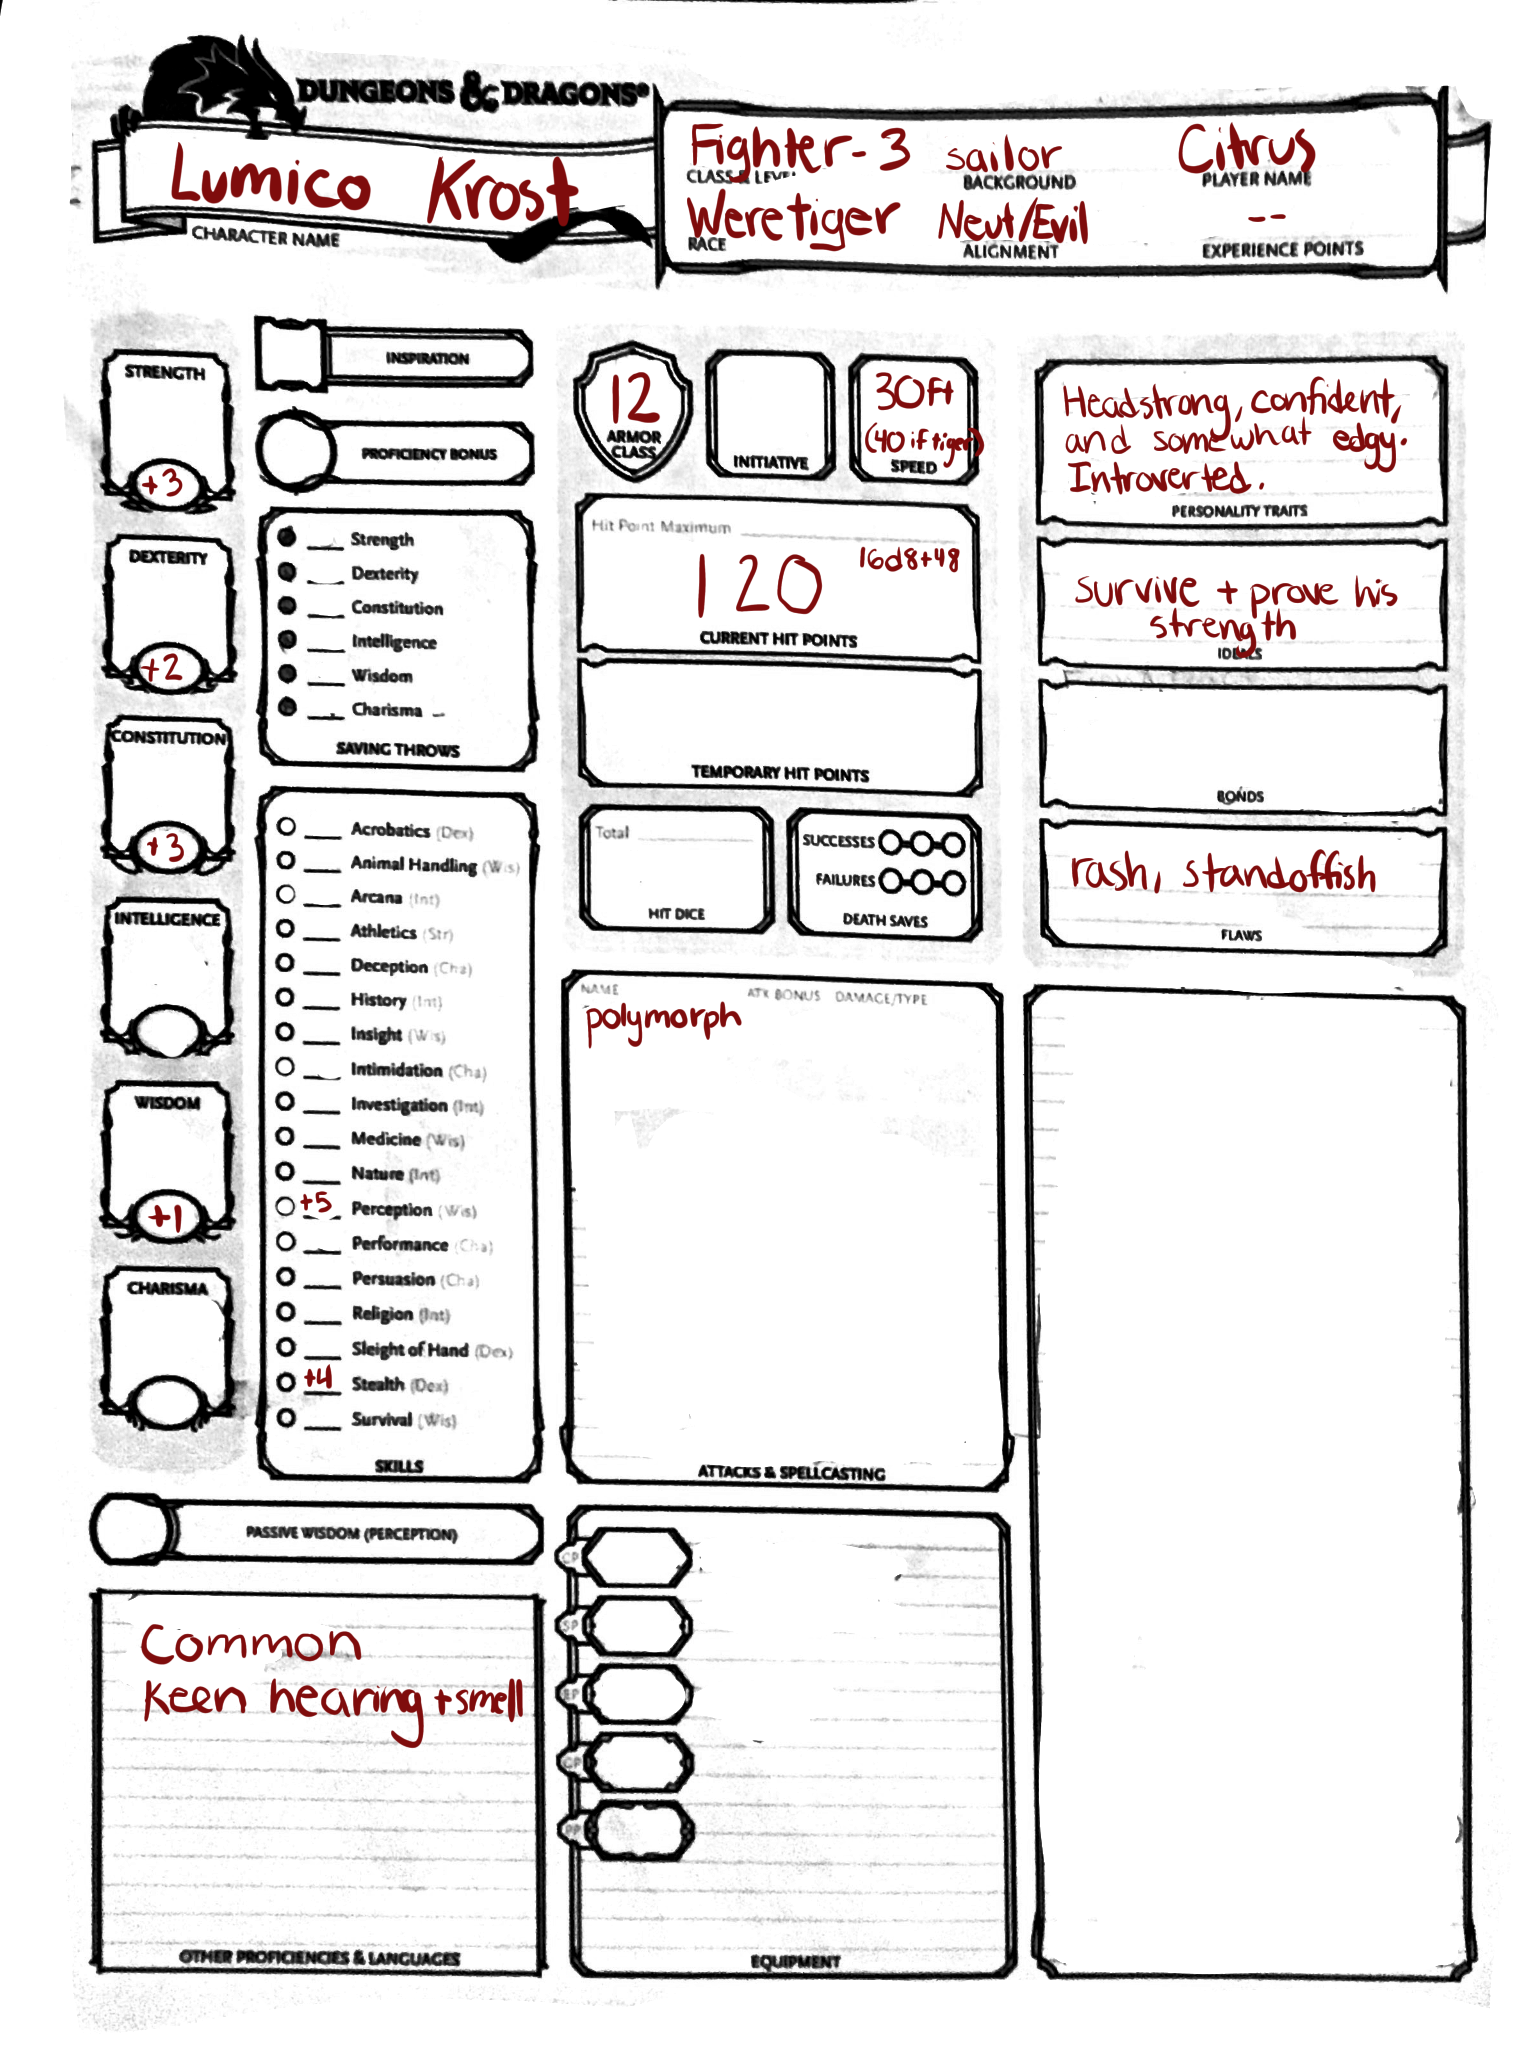 DUNGEONS & DRAGONS®
Lumico Krost
CHARACTER NAME
Fighter - 3 sailor Citrus
CLASS & LEVEL BACKGROUND PLAYER NAME
Weretiger Neut/Evil --
RACE ALIGNMENT EXPERIENCE POINTS
STRENGTH
+3
DEXTERITY
+2
CONSTITUTION
+3
INTELLIGENCE
WISDOM
+1
CHARISMA
INSPIRATION
PROFICIENCY BONUS
Strength
Dexterity
Constitution
Intelligence
Wisdom
Charisma
SAVING THROWS
Acrobatics (Dex)
Animal Handling (Wis)
Arcana (Int)
Athletics (Str)
Deception (Cha)
History (Int)
Insight (Wis)
Intimidation (Cha)
Investigation (Int)
Medicine (Wis)
Nature (Int)
+5 Perception (Wis)
Performance (Cha)
Persuasion (Cha)
Religion (Int)
Sleight of Hand (Dex)
+4 Stealth (Dex)
Survival (Wis)
SKILLS
PASSIVE WISDOM (PERCEPTION)
Common
Keen hearing + smell
OTHER PROFICIENCIES & LANGUAGES
12
ARMOR
CLASS
INITIATIVE
30ft
(40 if tiger)
SPEED
Hit Point Maximum
120 16d8+48
CURRENT HIT POINTS
TEMPORARY HIT POINTS
Total
HIT DICE
SUCCESSES
FAILURES
DEATH SAVES
NAME ATK BONUS DAMAGE/TYPE
polymorph
ATTACKS & SPELLCASTING
CP
SP
EP
GP
PP
EQUIPMENT
Headstrong, confident,
and somewhat edgy.
Introverted.
PERSONALITY TRAITS
survive + prove his
strength
IDEALS
BONDS
rash, standoffish
FLAWS